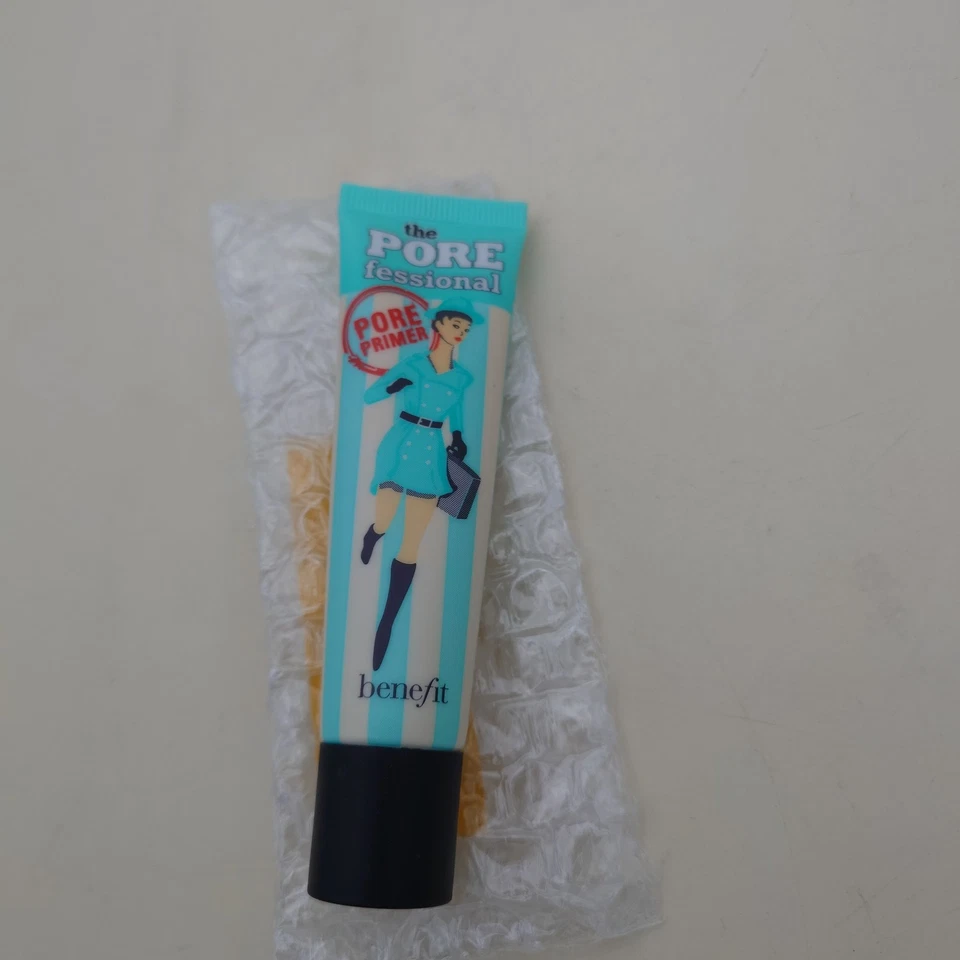 the
PORE
fessional
PORE
PRIMER
benefit